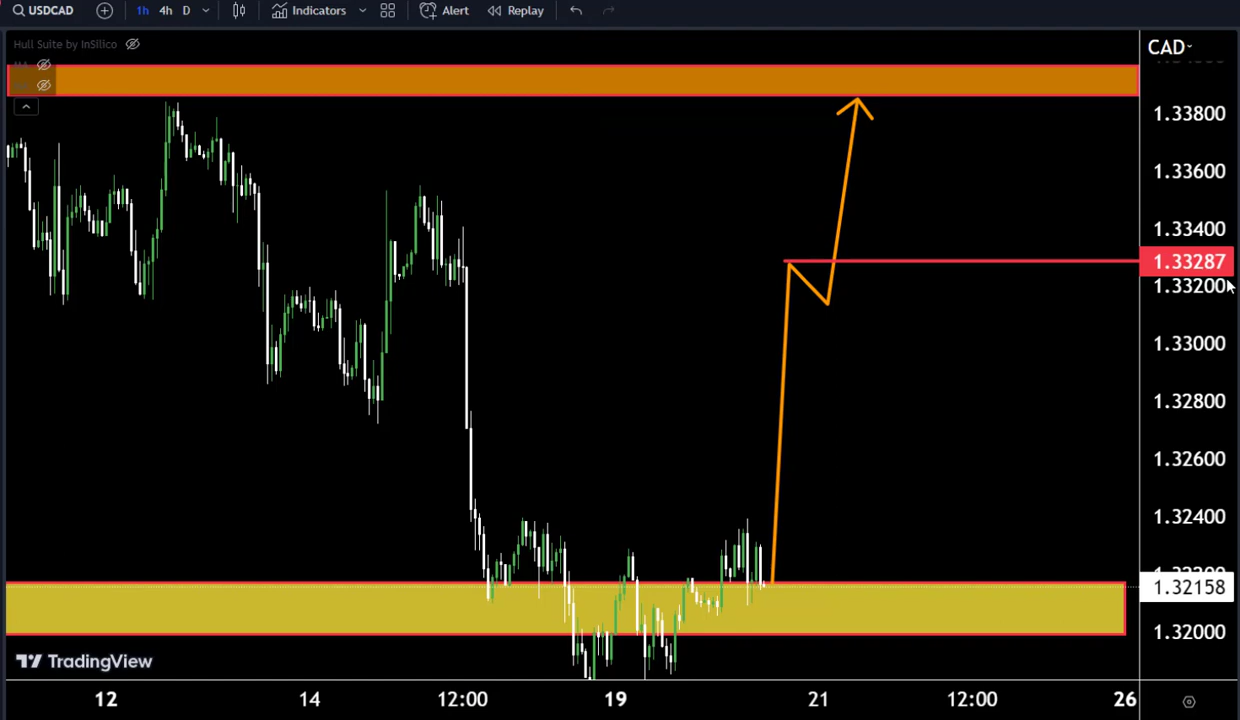 USDCAD 1h 4h D Indicators Alert Replay
Hull Suite by InSilico
CAD
1.33800
1.33600
1.33400
1.33287
1.33200
1.33000
1.32800
1.32600
1.32400
1.32158
1.32000
TradingView
12 14 12:00 19 21 12:00 26